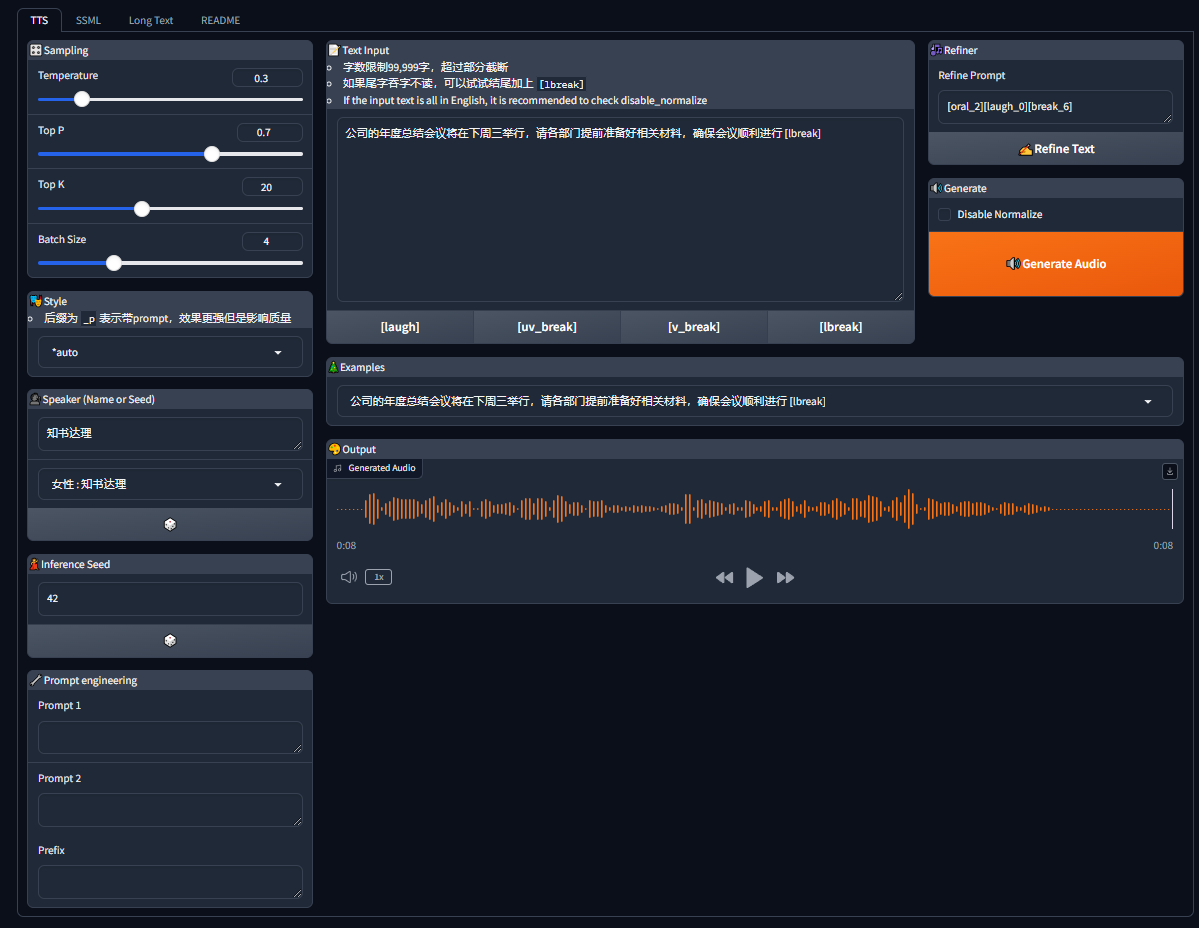 TTS
SSML
Long Text
README
Sampling
Temperature
0.3
Top P
0.7
Top K
20
Batch Size
4
Style
后缀为 _p 表示带prompt，效果更强但是影响质量
*auto
Speaker (Name or Seed)
知书达理
女性 : 知书达理
Inference Seed
42
Prompt engineering
Prompt 1
Prompt 2
Prefix
Text Input
字数限制99,999字，超过部分截断
如果尾字吞字不读，可以试试结尾加上 [lbreak]
If the input text is all in English, it is recommended to check disable_normalize
公司的年度总结会议将在下周三举行，请各部门提前准备好相关材料，确保会议顺利进行 [lbreak]
[laugh]
[uv_break]
[v_break]
[lbreak]
Examples
公司的年度总结会议将在下周三举行，请各部门提前准备好相关材料，确保会议顺利进行 [lbreak]
Output
Generated Audio
0:08
0:08
1x
Refiner
Refine Prompt
[oral_2][laugh_0][break_6]
Refine Text
Generate
Disable Normalize
Generate Audio